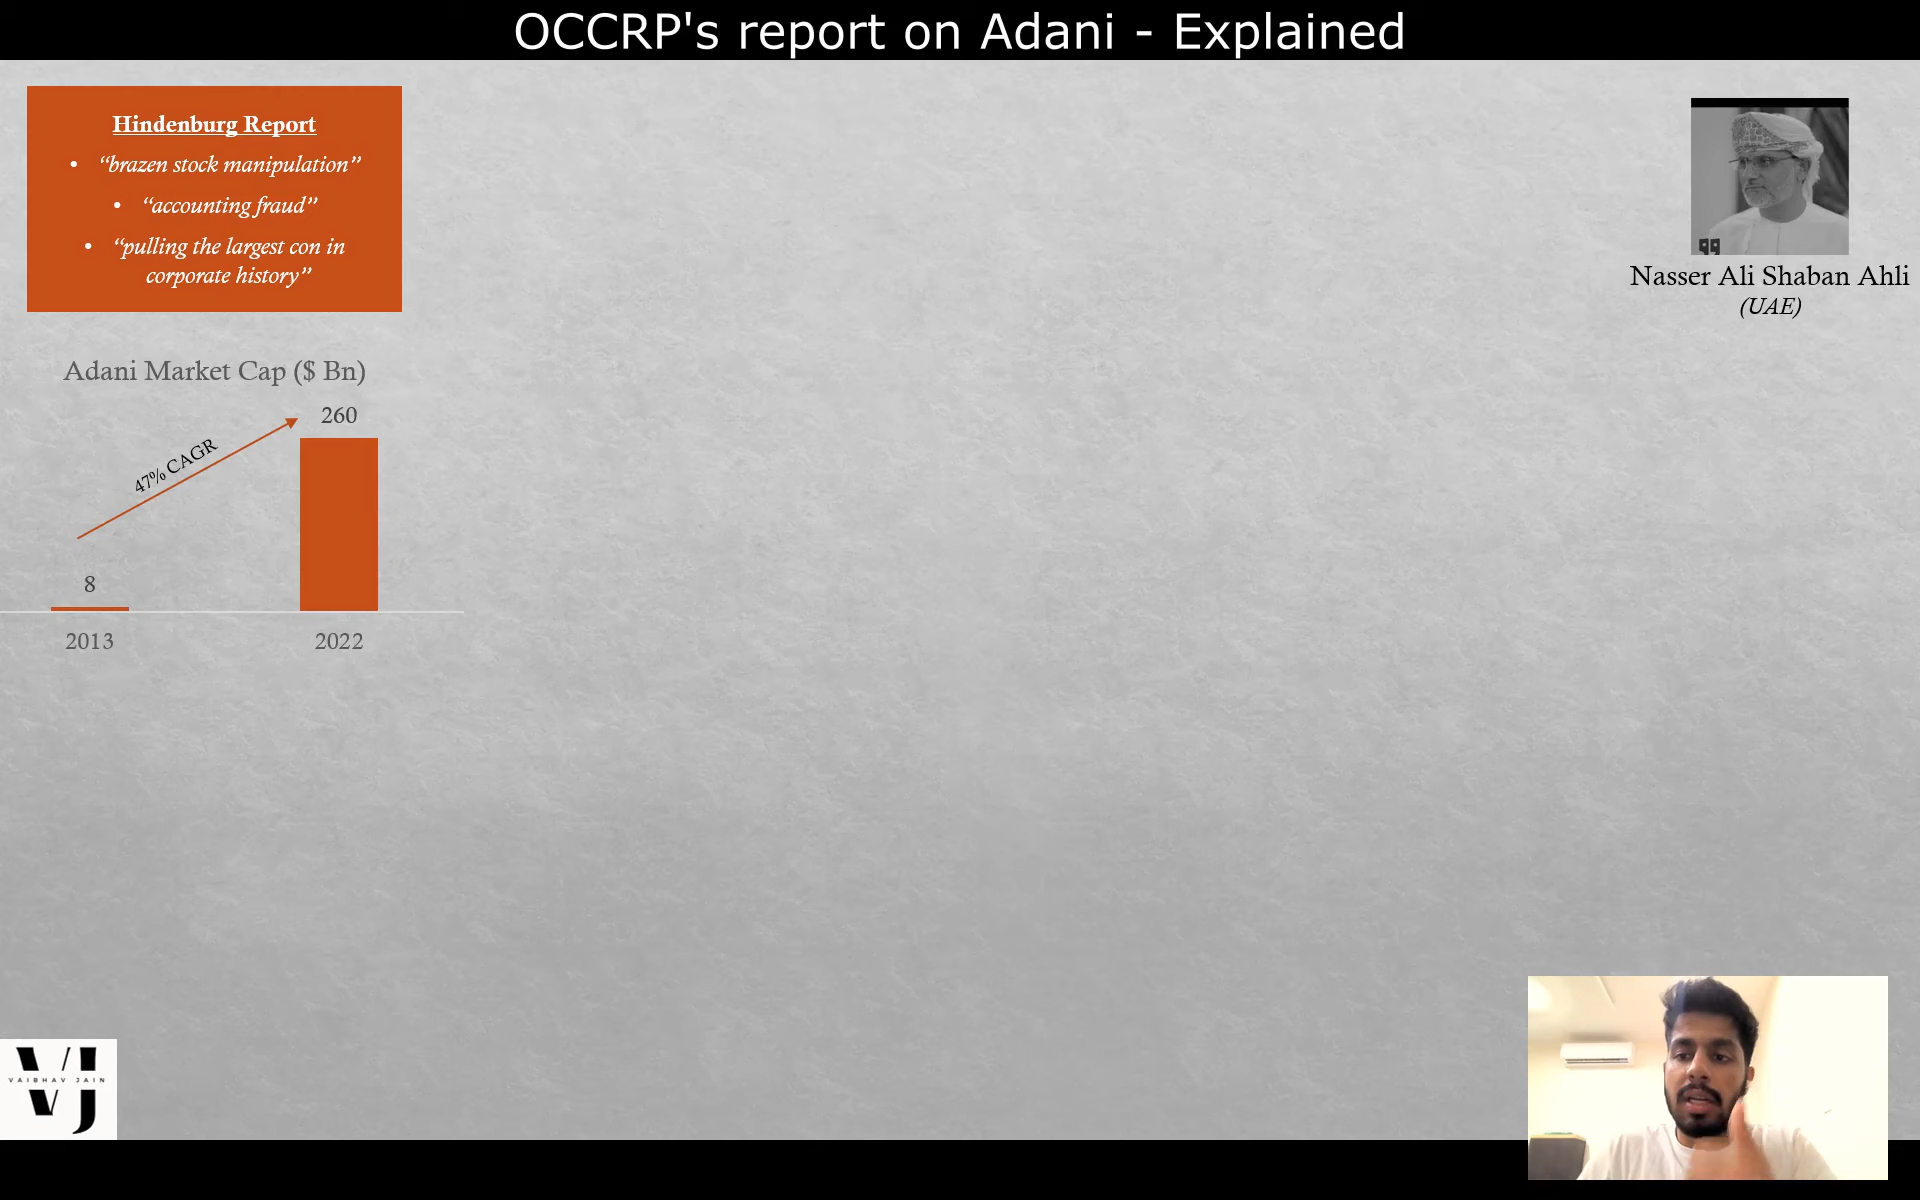 OCCRP's report on Adani - Explained
Hindenburg Report
• “brazen stock manipulation”
• “accounting fraud”
• “pulling the largest con in
corporate history”
Nasser Ali Shaban Ahli
(UAE)
Adani Market Cap ($ Bn)
260
47% CAGR
8
2013
2022
VJ
VAIBHAV JAIN